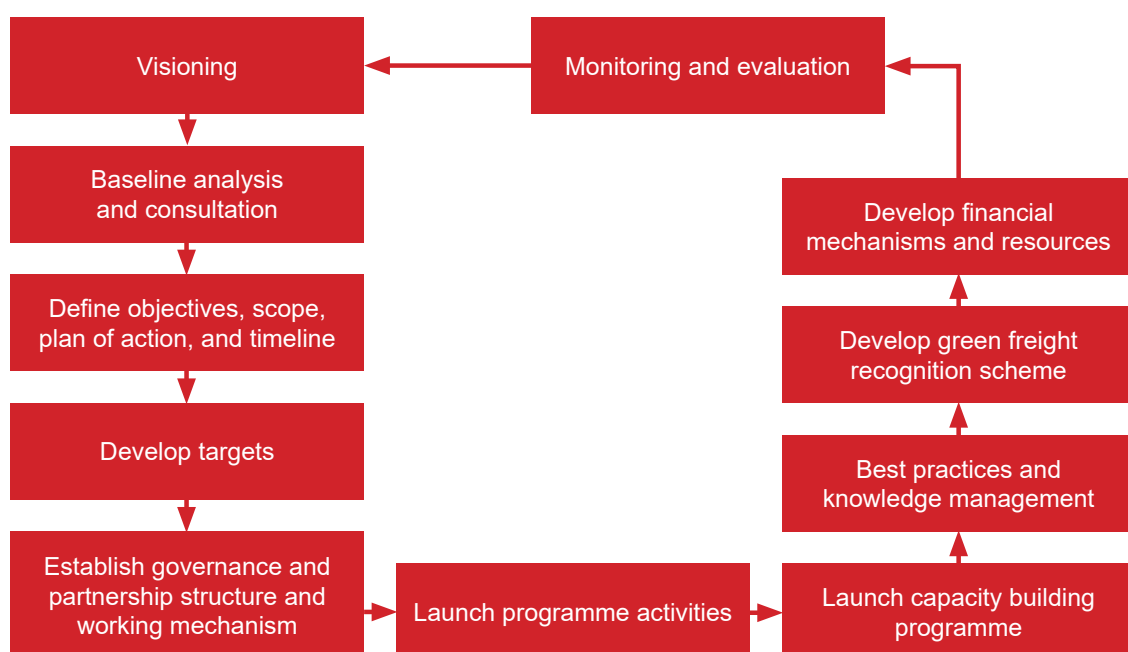 Visioning
Baseline analysis
and consultation
Define objectives, scope,
plan of action, and timeline
Develop targets
Establish governance and
partnership structure and
working mechanism
Launch programme activities
Launch capacity building
programme
Best practices and
knowledge management
Develop green freight
recognition scheme
Develop financial
mechanisms and resources
Monitoring and evaluation